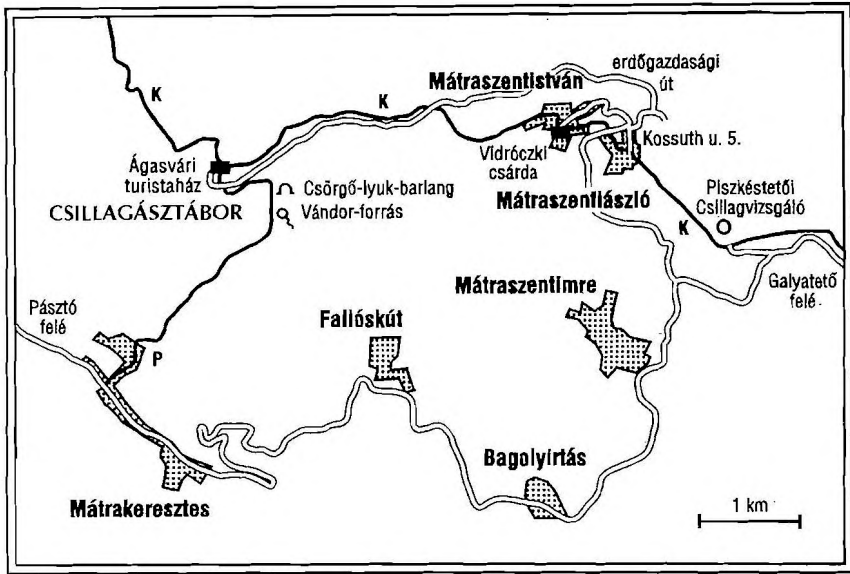 erdőgazdasági
út
Mátraszentistván
K
K
Kossuth u. 5.
Vidróczki
csárda
Ágasvári
turistaház
Csörgő-lyuk-barlang
CSILLAGÁSZTÁBOR
Vándor-forrás
Mátraszentlászló
Piszkéstetői
Csillagvizsgáló
K
Galyatető
felé
Mátraszentimre
Pásztó
felé
Fallóskút
P
Bagolyirtás
Mátrakeresztes
1 km